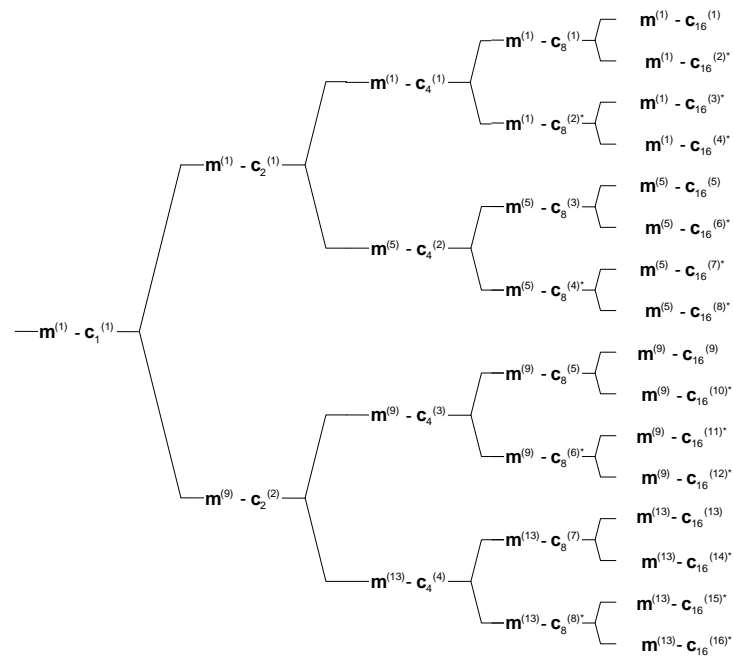 m⁽¹⁾ - c₁₆⁽¹⁾
m⁽¹⁾ - c₈⁽¹⁾
m⁽¹⁾ - c₁₆⁽²⁾*
m⁽¹⁾ - c₄⁽¹⁾
m⁽¹⁾ - c₁₆⁽³⁾*
m⁽¹⁾ - c₈⁽²⁾*
m⁽¹⁾ - c₁₆⁽⁴⁾*
m⁽¹⁾ - c₂⁽¹⁾
m⁽⁵⁾ - c₁₆⁽⁵⁾
m⁽⁵⁾ - c₈⁽³⁾
m⁽⁵⁾ - c₁₆⁽⁶⁾*
m⁽⁵⁾ - c₄⁽²⁾
m⁽⁵⁾ - c₁₆⁽⁷⁾*
m⁽⁵⁾ - c₈⁽⁴⁾*
m⁽⁵⁾ - c₁₆⁽⁸⁾*
m⁽¹⁾ - c₁⁽¹⁾
m⁽⁹⁾ - c₁₆⁽⁹⁾
m⁽⁹⁾ - c₈⁽⁵⁾
m⁽⁹⁾ - c₁₆⁽¹⁰⁾*
m⁽⁹⁾ - c₄⁽³⁾
m⁽⁹⁾ - c₁₆⁽¹¹⁾*
m⁽⁹⁾ - c₈⁽⁶⁾*
m⁽⁹⁾ - c₁₆⁽¹²⁾*
m⁽⁹⁾ - c₂⁽²⁾
m⁽¹³⁾ - c₁₆⁽¹³⁾
m⁽¹³⁾ - c₈⁽⁷⁾
m⁽¹³⁾ - c₁₆⁽¹⁴⁾*
m⁽¹³⁾ - c₄⁽⁴⁾
m⁽¹³⁾ - c₁₆⁽¹⁵⁾*
m⁽¹³⁾ - c₈⁽⁸⁾*
m⁽¹³⁾ - c₁₆⁽¹⁶⁾*